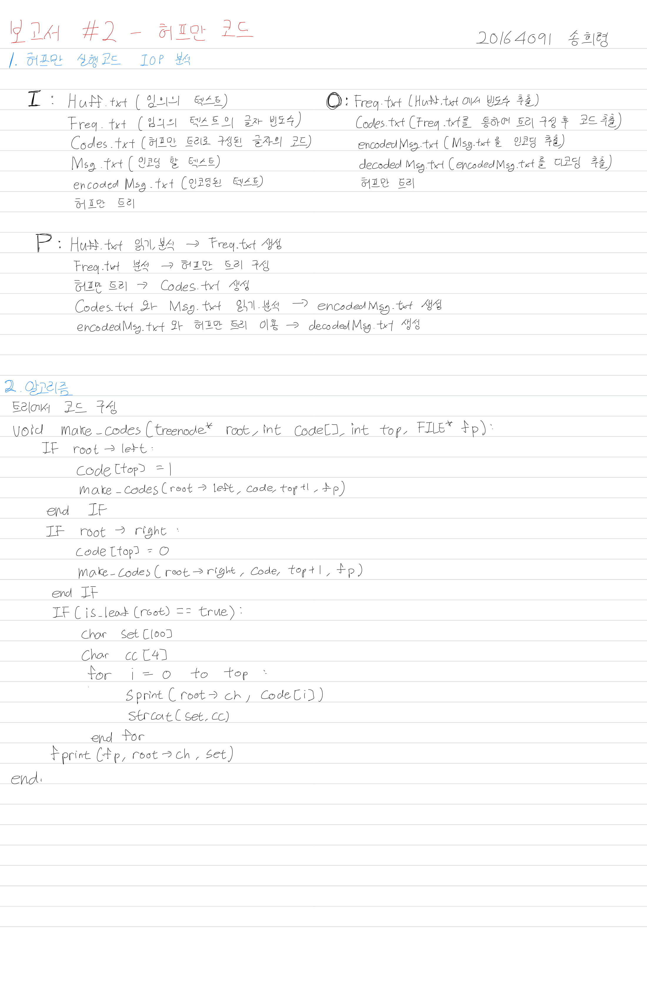 보고서 #2 - 허프만 코드
20164091 송희령
1. 허프만 실행코드 IOP 분석
I : Huff.txt ( 임의의 텍스트)
Freq. txt ( 임의의 텍스트의 글자 빈도수)
Codes.txt (허프만 트리로 구성된 글자의 코드)
Msg.txt ( 인코딩 할 텍스트)
encoded Msg.txt (인코딩된 텍스트)
허프만 트리
O : Freq.txt (Huff.txt에서 빈도수 추출)
Codes.txt (Freq.txt를 통하여 트리 구성 후 코드 추출)
encodedMsg.txt (Msg.txt를 인코딩 추출)
decoded Msg.txt (encodedMsg.txt를 디코딩 추출)
허프만 트리
P : Huff.txt 읽기,분석 → Freq.txt 생성
Freq.txt 분석 → 허프만 트리 구성
허프만 트리 → Codes.txt 생성
Codes.txt 와 Msg.txt 읽기.분석 → encodedMsg.txt 생성
encodedMsg.txt 와 허프만 트리 이용 → decodedMsg.txt 생성
2. 알고리즘
트리에서 코드 구성
void make_codes (treenode* root, int code[], int top, FILE* fp):
IF root → left :
code[top] = 1
make_codes(root → left, code, top+1, fp)
end IF
IF root → right :
code [top] = 0
make_codes( root → right, code, top+1, fp)
end IF
IF ( is_leaf (root) == true) :
char set [100]
char cc [4]
for i = 0 to top :
sprint ( root → ch, code[i])
strcat( set, cc)
end for
fprint (fp, root → ch, set)
end.